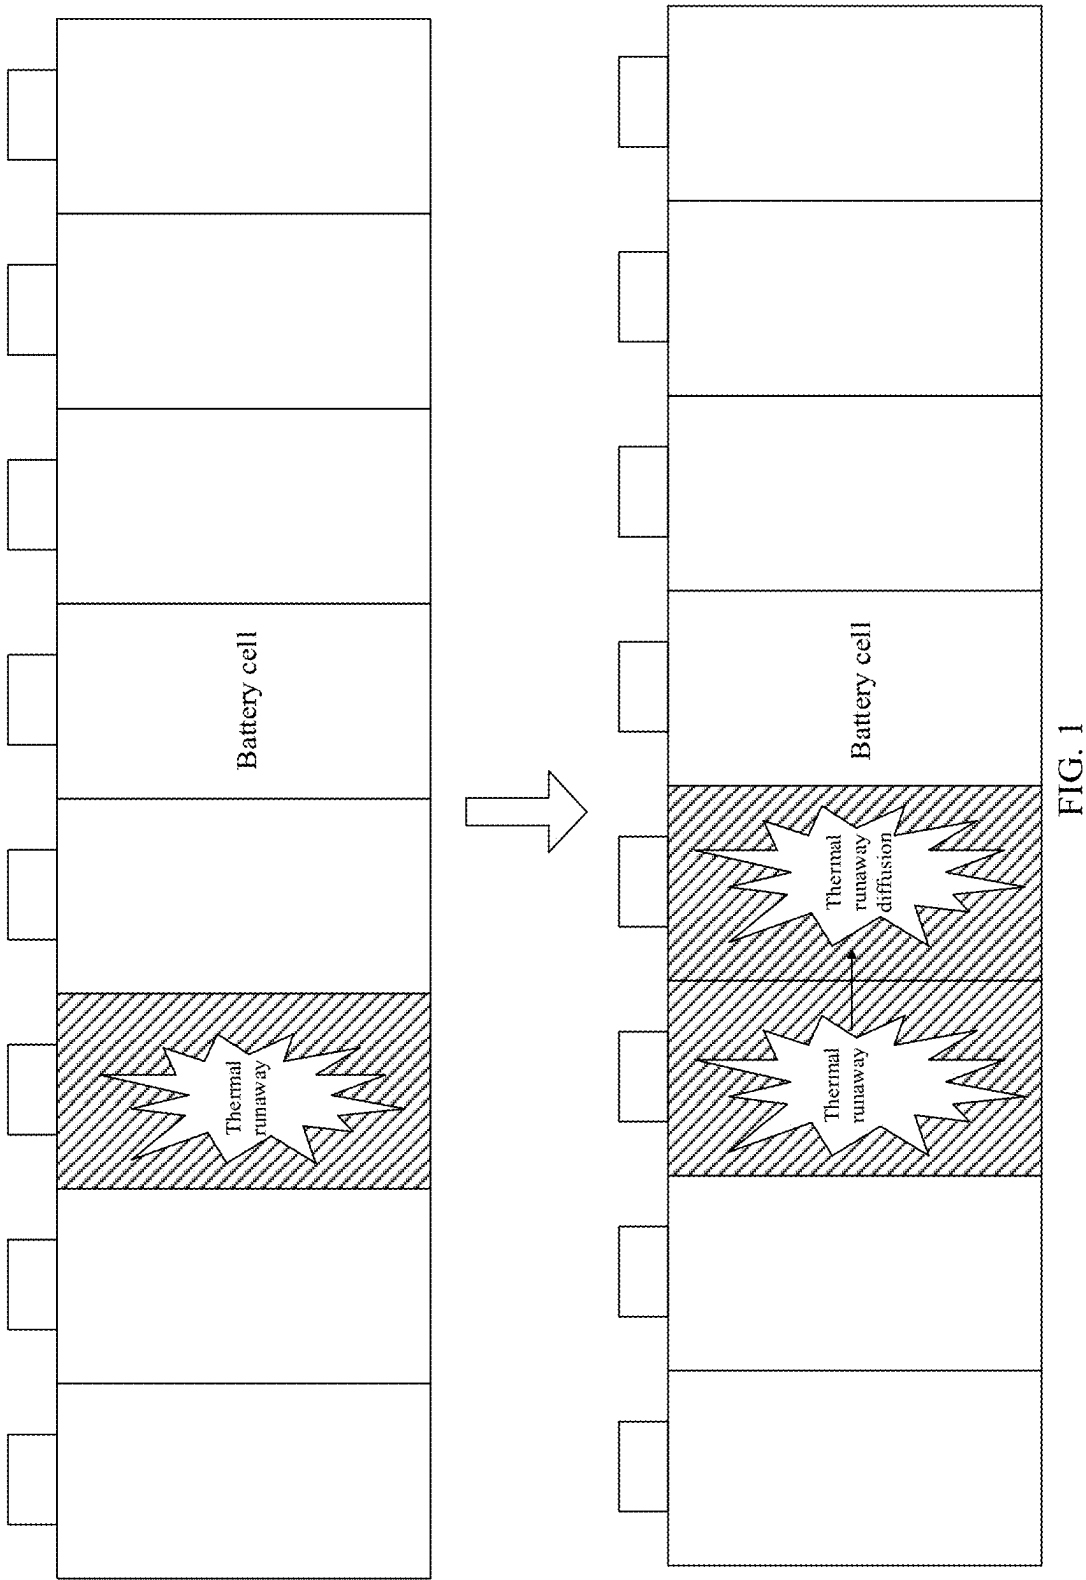 Thermal
runaway
Battery cell
Thermal
runaway
Thermal
runaway
diffusion
Battery cell
FIG. 1